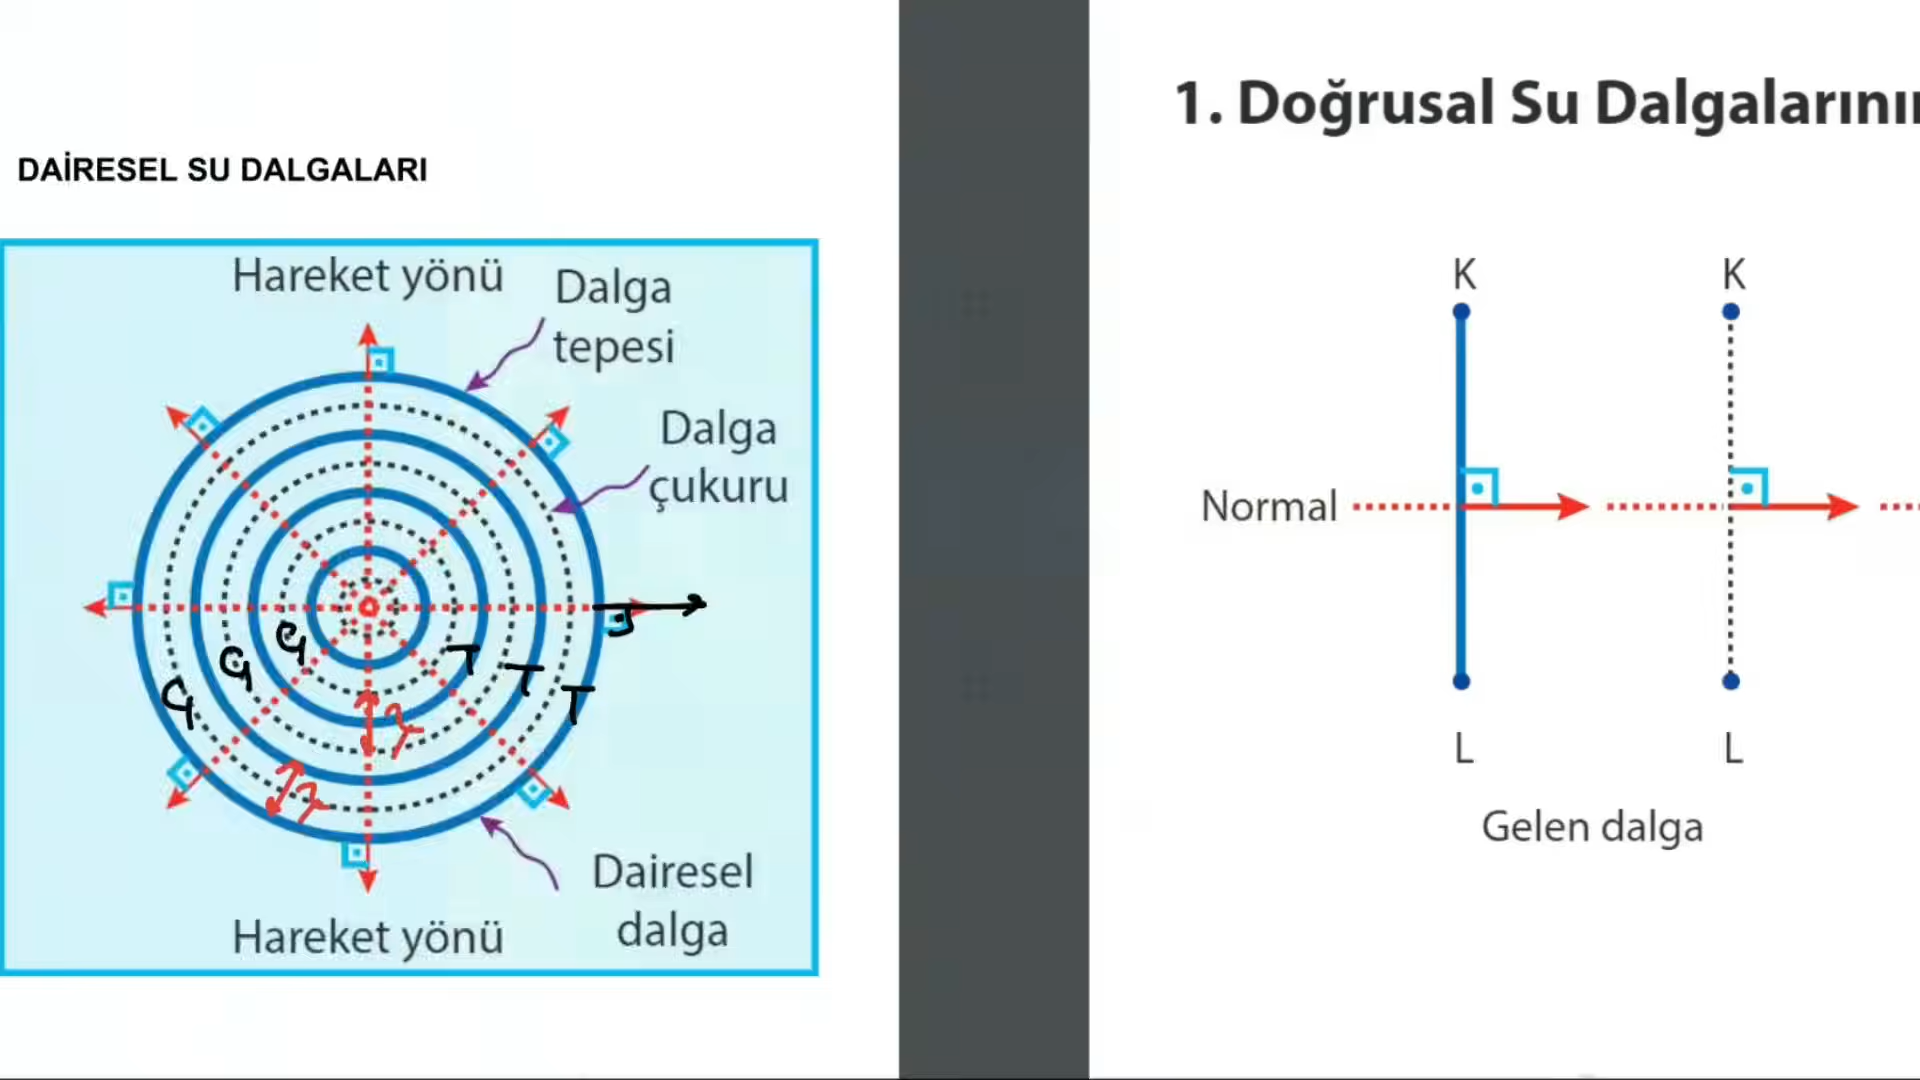 DAİRESEL SU DALGALARI
Hareket yönü
Dalga
tepesi
Dalga
çukuru
Ç
Ç
Ç
T
T
T
λ
λ
Dairesel
dalga
Hareket yönü
1. Doğrusal Su Dalgalarının
K
K
Normal
L
L
Gelen dalga